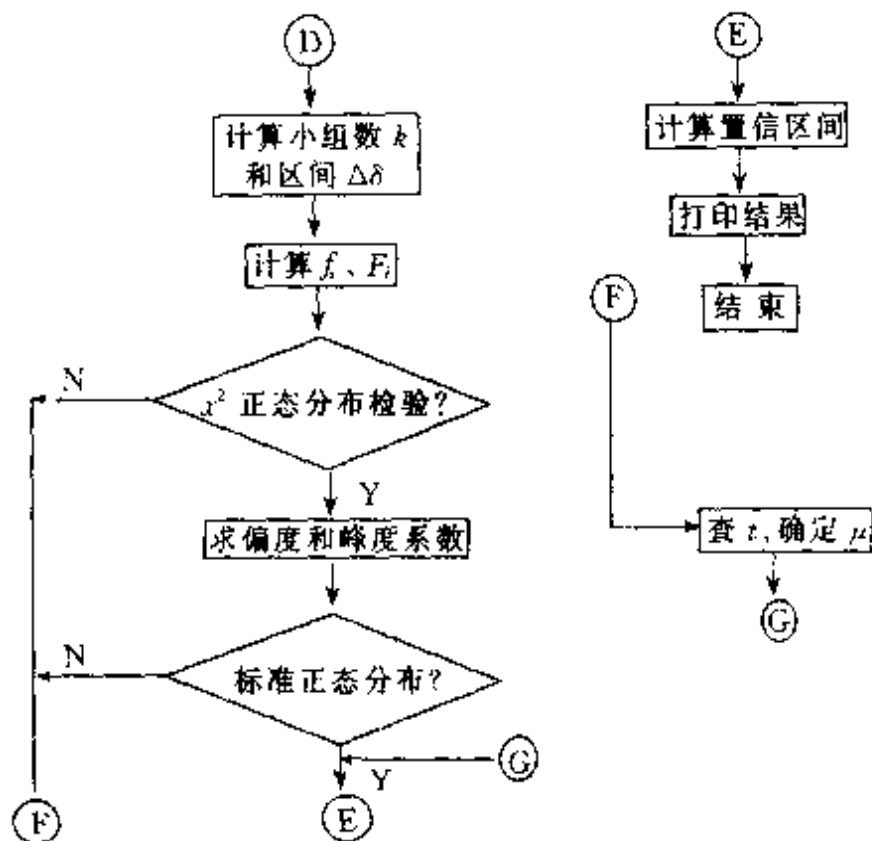 D
计算小组数 k
和区间 Δδ
计算 fᵢ、Fᵢ
N
x² 正态分布检验?
Y
求偏度和峰度系数
N
标准正态分布?
G
Y
F
E
E
计算置信区间
打印结果
结 束
F
查 t,确定 μ
G